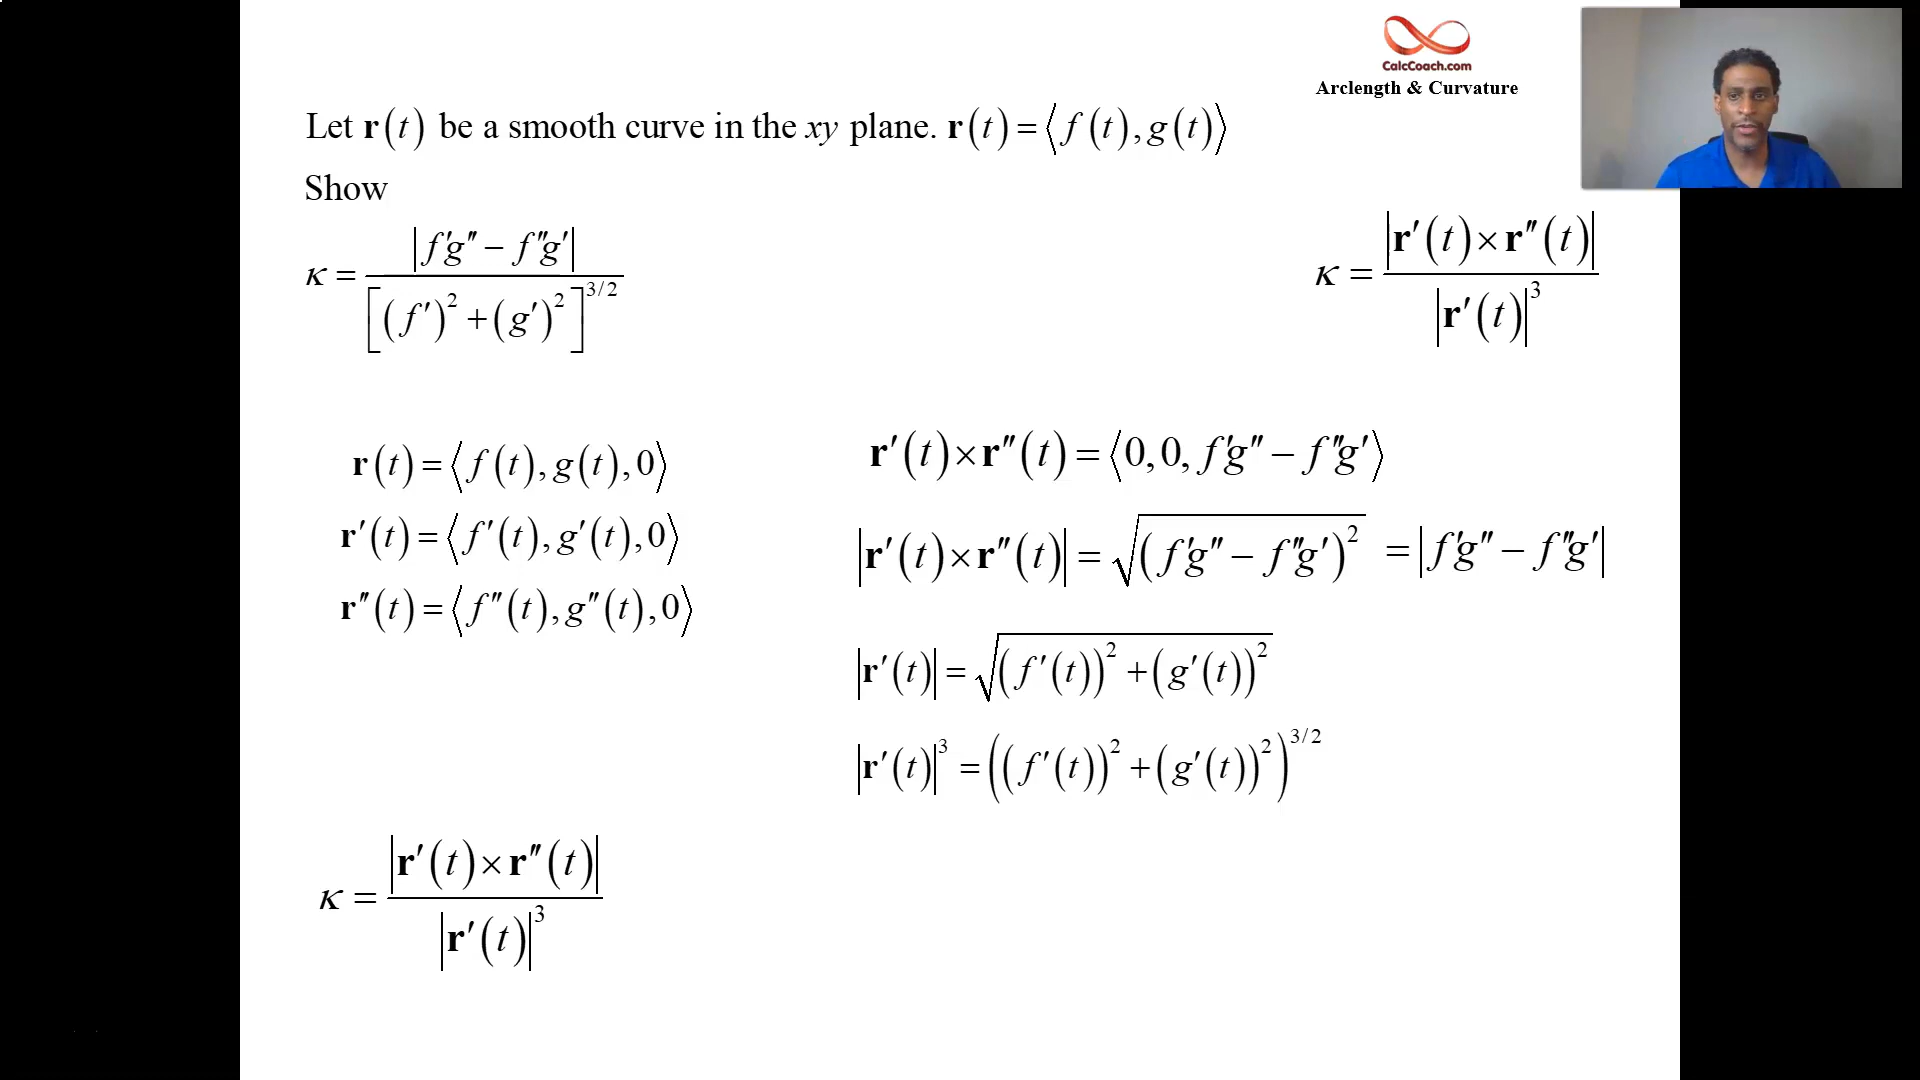 CalcCoach.com
Arclength & Curvature
Let r(t) be a smooth curve in the xy plane. r(t) = ⟨f(t), g(t)⟩
Show
κ = |f′g″ − f″g′| / [(f′)² + (g′)²]^{3/2}
κ = |r′(t) × r″(t)| / |r′(t)|³
r(t) = ⟨f(t), g(t), 0⟩
r′(t) = ⟨f′(t), g′(t), 0⟩
r″(t) = ⟨f″(t), g″(t), 0⟩
r′(t) × r″(t) = ⟨0, 0, f′g″ − f″g′⟩
|r′(t) × r″(t)| = √((f′g″ − f″g′)²) = |f′g″ − f″g′|
|r′(t)| = √((f′(t))² + (g′(t))²)
|r′(t)|³ = ((f′(t))² + (g′(t))²)^{3/2}
κ = |r′(t) × r″(t)| / |r′(t)|³